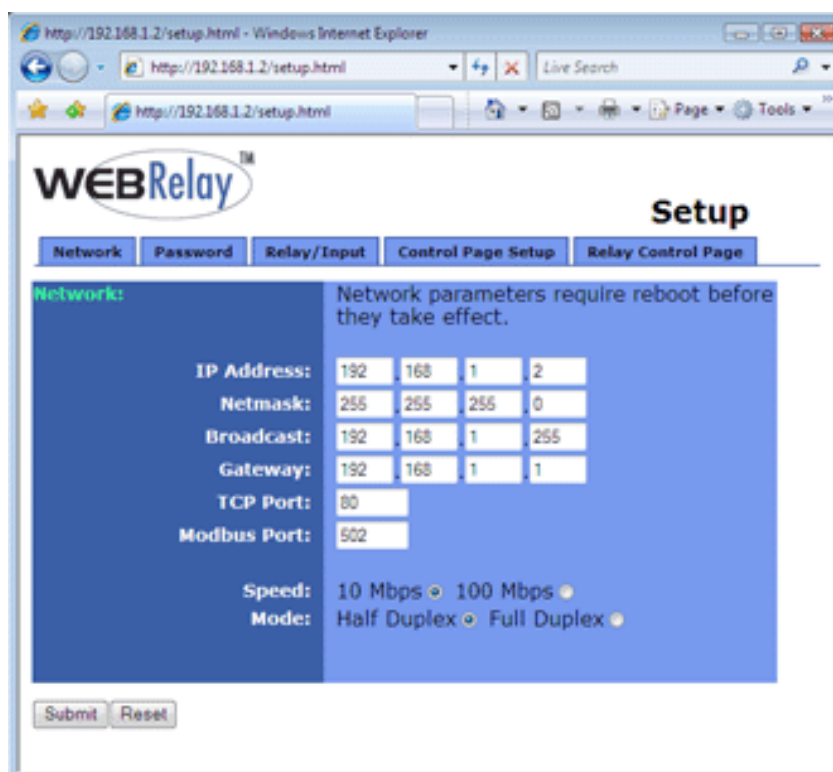 http://192.168.1.2/setup.html - Windows Internet Explorer
http://192.168.1.2/setup.html Live Search
http://192.168.1.2/setup.html Page Tools »
WEBRelay™
Setup
Network Password Relay/Input Control Page Setup Relay Control Page
Network: Network parameters require reboot before
they take effect.
IP Address: 192 . 168 . 1 . 2
Netmask: 255 . 255 . 255 . 0
Broadcast: 192 . 168 . 1 . 255
Gateway: 192 . 168 . 1 . 1
TCP Port: 80
Modbus Port: 502
Speed: 10 Mbps 100 Mbps
Mode: Half Duplex Full Duplex
Submit Reset